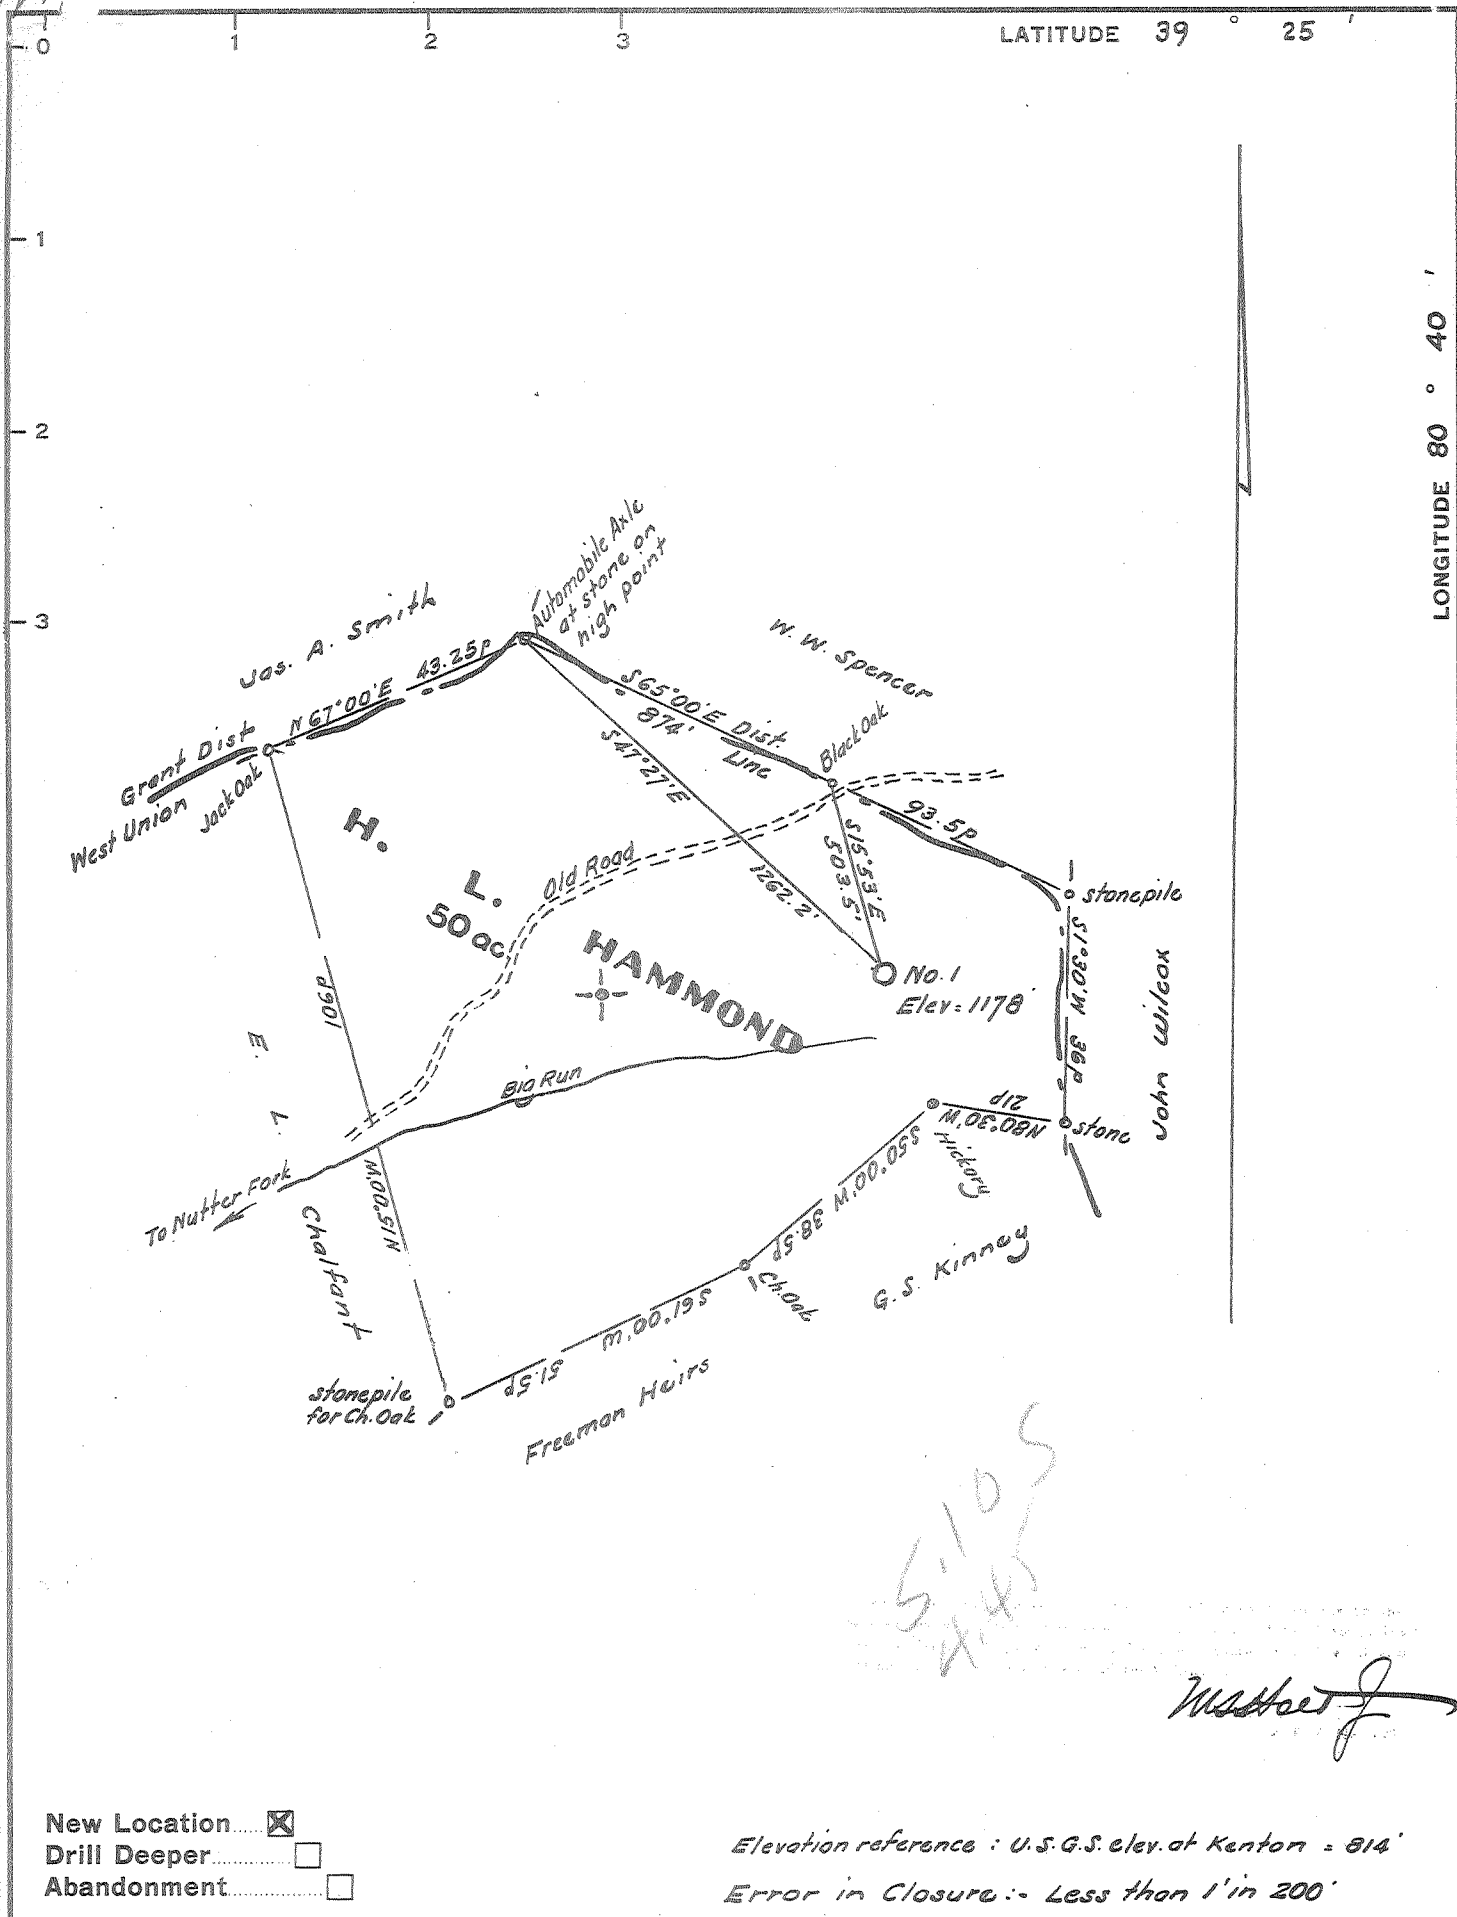 0
1
2
3
LATITUDE 39 ° 25 '
1
2
3
LONGITUDE 80 ° 40 '
Automobile Axle
at stone on
high point
Jas. A. Smith
W. W. Spencer
N67°00'E 43.25p
S65°00'E Dist.
874' Line
Black Oak
Grant Dist
West Union
Jack Oak
S47°27'E
1262.2'
S15°53'E
503.5'
93.5p
stonepile
H. L. HAMMOND
50 ac
Old Road
No. 1
Elev = 1178'
S1°30'W 36p
John Wilcox
106p
N15°00'W
E. L. Chalfant
Big Run
To Nutter Fork
21p
N80°30'W
stone
Hickory
S50°00'W
38.5p
Ch.Oak
G. S. Kinney
S61°00'W
51.5p
stonepile
for Ch. Oak
Freeman Heirs
5.10 S
New Location
Drill Deeper
Abandonment
Elevation reference : U.S.G.S. elev. at Kenton = 814'
Error in Closure :- Less than 1' in 200'